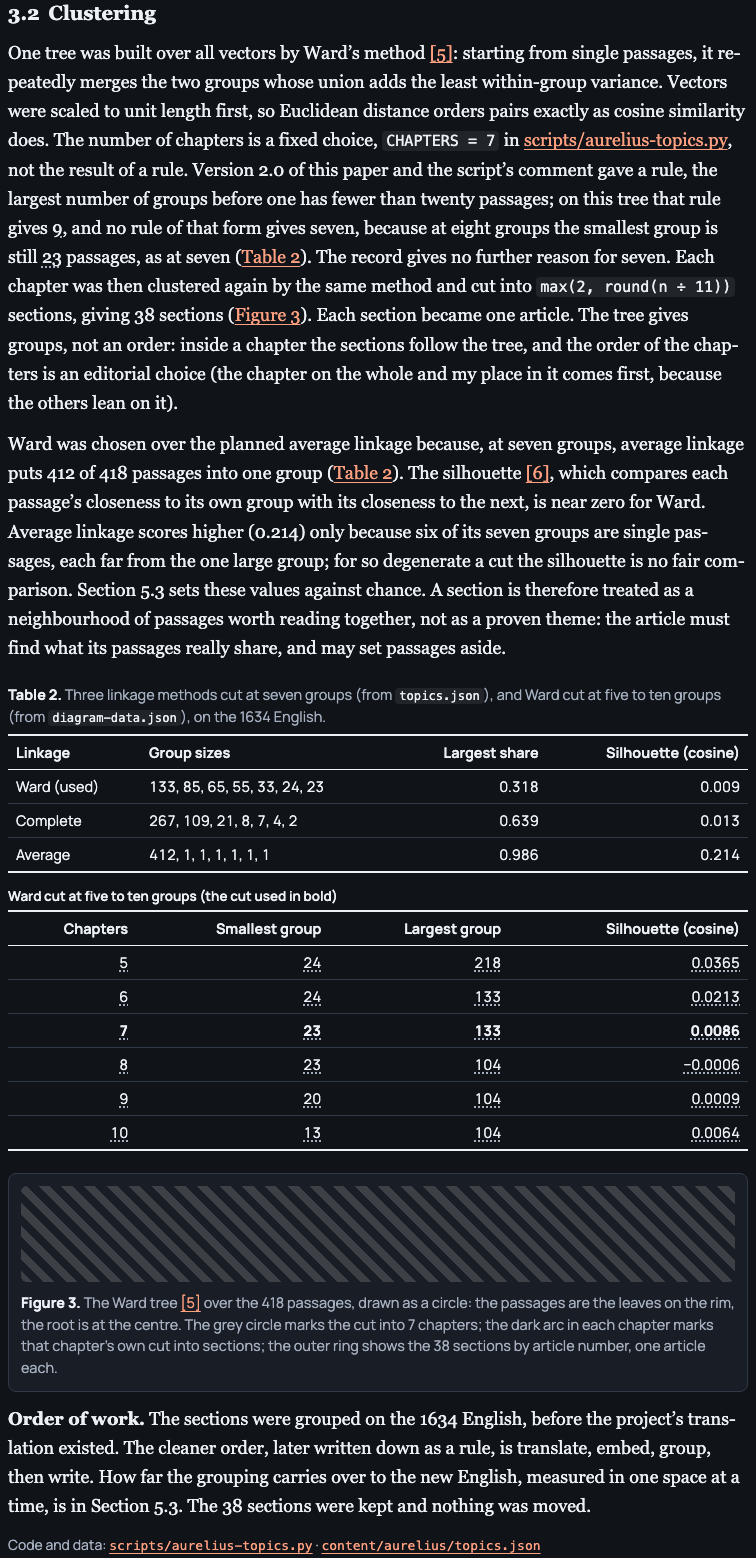 3.2 Clustering
One tree was built over all vectors by Ward’s method [5]: starting from single passages, it re-
peatedly merges the two groups whose union adds the least within-group variance. Vectors
were scaled to unit length first, so Euclidean distance orders pairs exactly as cosine similarity
does. The number of chapters is a fixed choice, CHAPTERS = 7 in scripts/aurelius-topics.py,
not the result of a rule. Version 2.0 of this paper and the script’s comment gave a rule, the
largest number of groups before one has fewer than twenty passages; on this tree that rule
gives 9, and no rule of that form gives seven, because at eight groups the smallest group is
still 23 passages, as at seven (Table 2). The record gives no further reason for seven. Each
chapter was then clustered again by the same method and cut into max(2, round(n ÷ 11))
sections, giving 38 sections (Figure 3). Each section became one article. The tree gives
groups, not an order: inside a chapter the sections follow the tree, and the order of the chap-
ters is an editorial choice (the chapter on the whole and my place in it comes first, because
the others lean on it).
Ward was chosen over the planned average linkage because, at seven groups, average linkage
puts 412 of 418 passages into one group (Table 2). The silhouette [6], which compares each
passage’s closeness to its own group with its closeness to the next, is near zero for Ward.
Average linkage scores higher (0.214) only because six of its seven groups are single pas-
sages, each far from the one large group; for so degenerate a cut the silhouette is no fair com-
parison. Section 5.3 sets these values against chance. A section is therefore treated as a
neighbourhood of passages worth reading together, not as a proven theme: the article must
find what its passages really share, and may set passages aside.
Table 2. Three linkage methods cut at seven groups (from topics.json), and Ward cut at five to ten groups
(from diagram-data.json), on the 1634 English.
Linkage Group sizes Largest share Silhouette (cosine)
Ward (used) 133, 85, 65, 55, 33, 24, 23 0.318 0.009
Complete 267, 109, 21, 8, 7, 4, 2 0.639 0.013
Average 412, 1, 1, 1, 1, 1, 1 0.986 0.214
Ward cut at five to ten groups (the cut used in bold)
Chapters Smallest group Largest group Silhouette (cosine)
5 24 218 0.0365
6 24 133 0.0213
7 23 133 0.0086
8 23 104 −0.0006
9 20 104 0.0009
10 13 104 0.0064
Figure 3. The Ward tree [5] over the 418 passages, drawn as a circle: the passages are the leaves on the rim,
the root is at the centre. The grey circle marks the cut into 7 chapters; the dark arc in each chapter marks
that chapter’s own cut into sections; the outer ring shows the 38 sections by article number, one article
each.
Order of work. The sections were grouped on the 1634 English, before the project’s trans-
lation existed. The cleaner order, later written down as a rule, is translate, embed, group,
then write. How far the grouping carries over to the new English, measured in one space at a
time, is in Section 5.3. The 38 sections were kept and nothing was moved.
Code and data: scripts/aurelius-topics.py · content/aurelius/topics.json